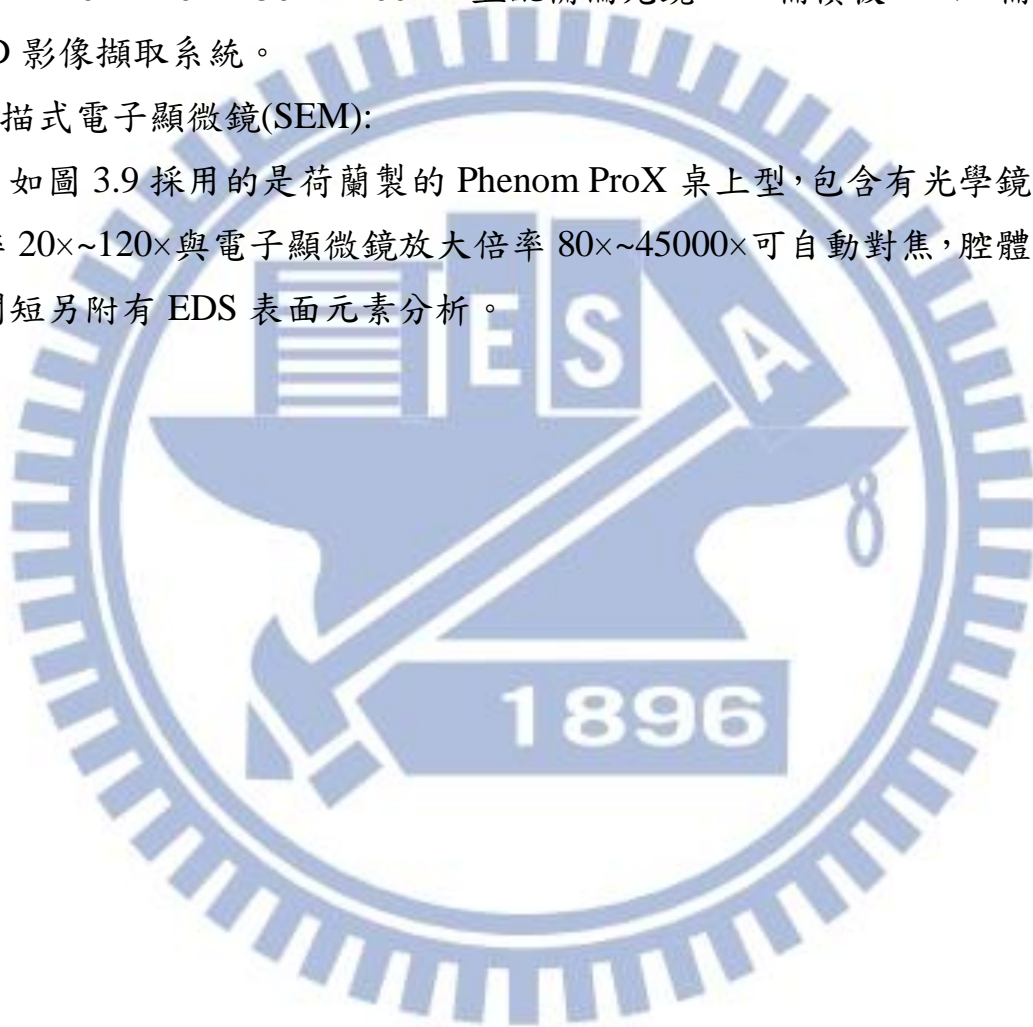 D 影像擷取系統。
描式電子顯微鏡(SEM):
如圖 3.9 採用的是荷蘭製的 Phenom ProX 桌上型,包含有光學鏡
20×~120×與電子顯微鏡放大倍率 80×~45000×可自動對焦,腔體
短另附有 EDS 表面元素分析。
E S A
1896